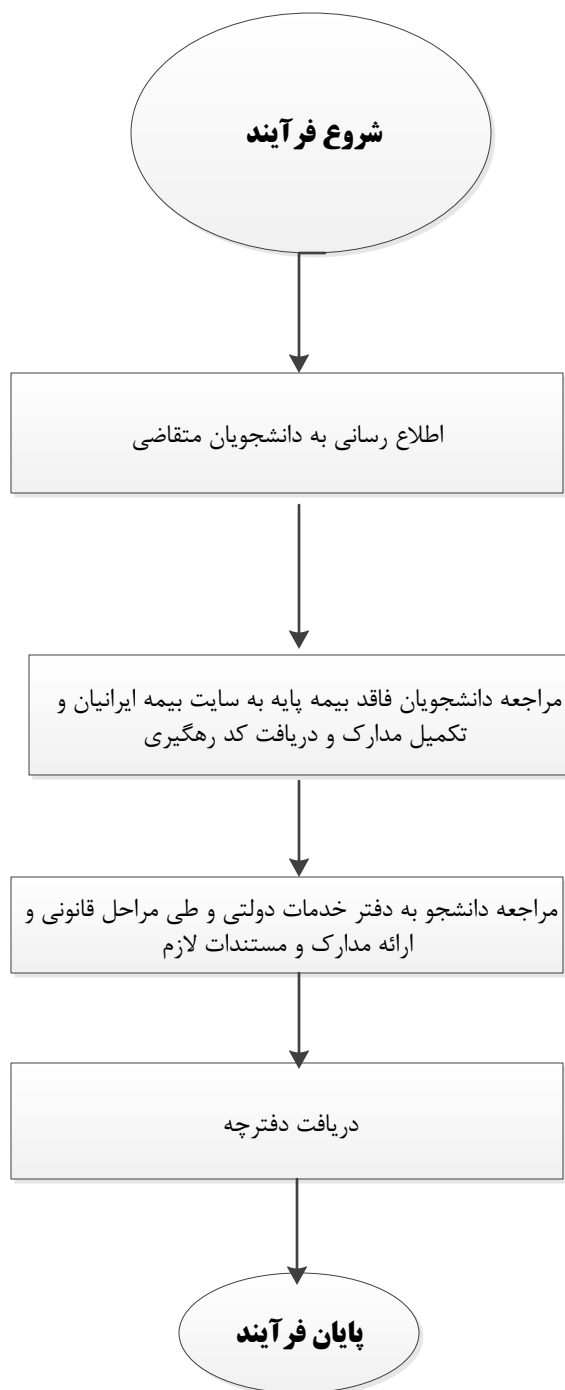 شروع فرآیند
اطلاع رسانی به دانشجویان متقاضی
مراجعه دانشجویان فاقد بیمه پایه به سایت بیمه ایرانیان و
تکمیل مدارک و دریافت کد رهگیری
مراجعه دانشجو به دفتر خدمات دولتی و طی مراحل قانونی و
ارائه مدارک و مستندات لازم
دریافت دفترچه
پایان فرآیند